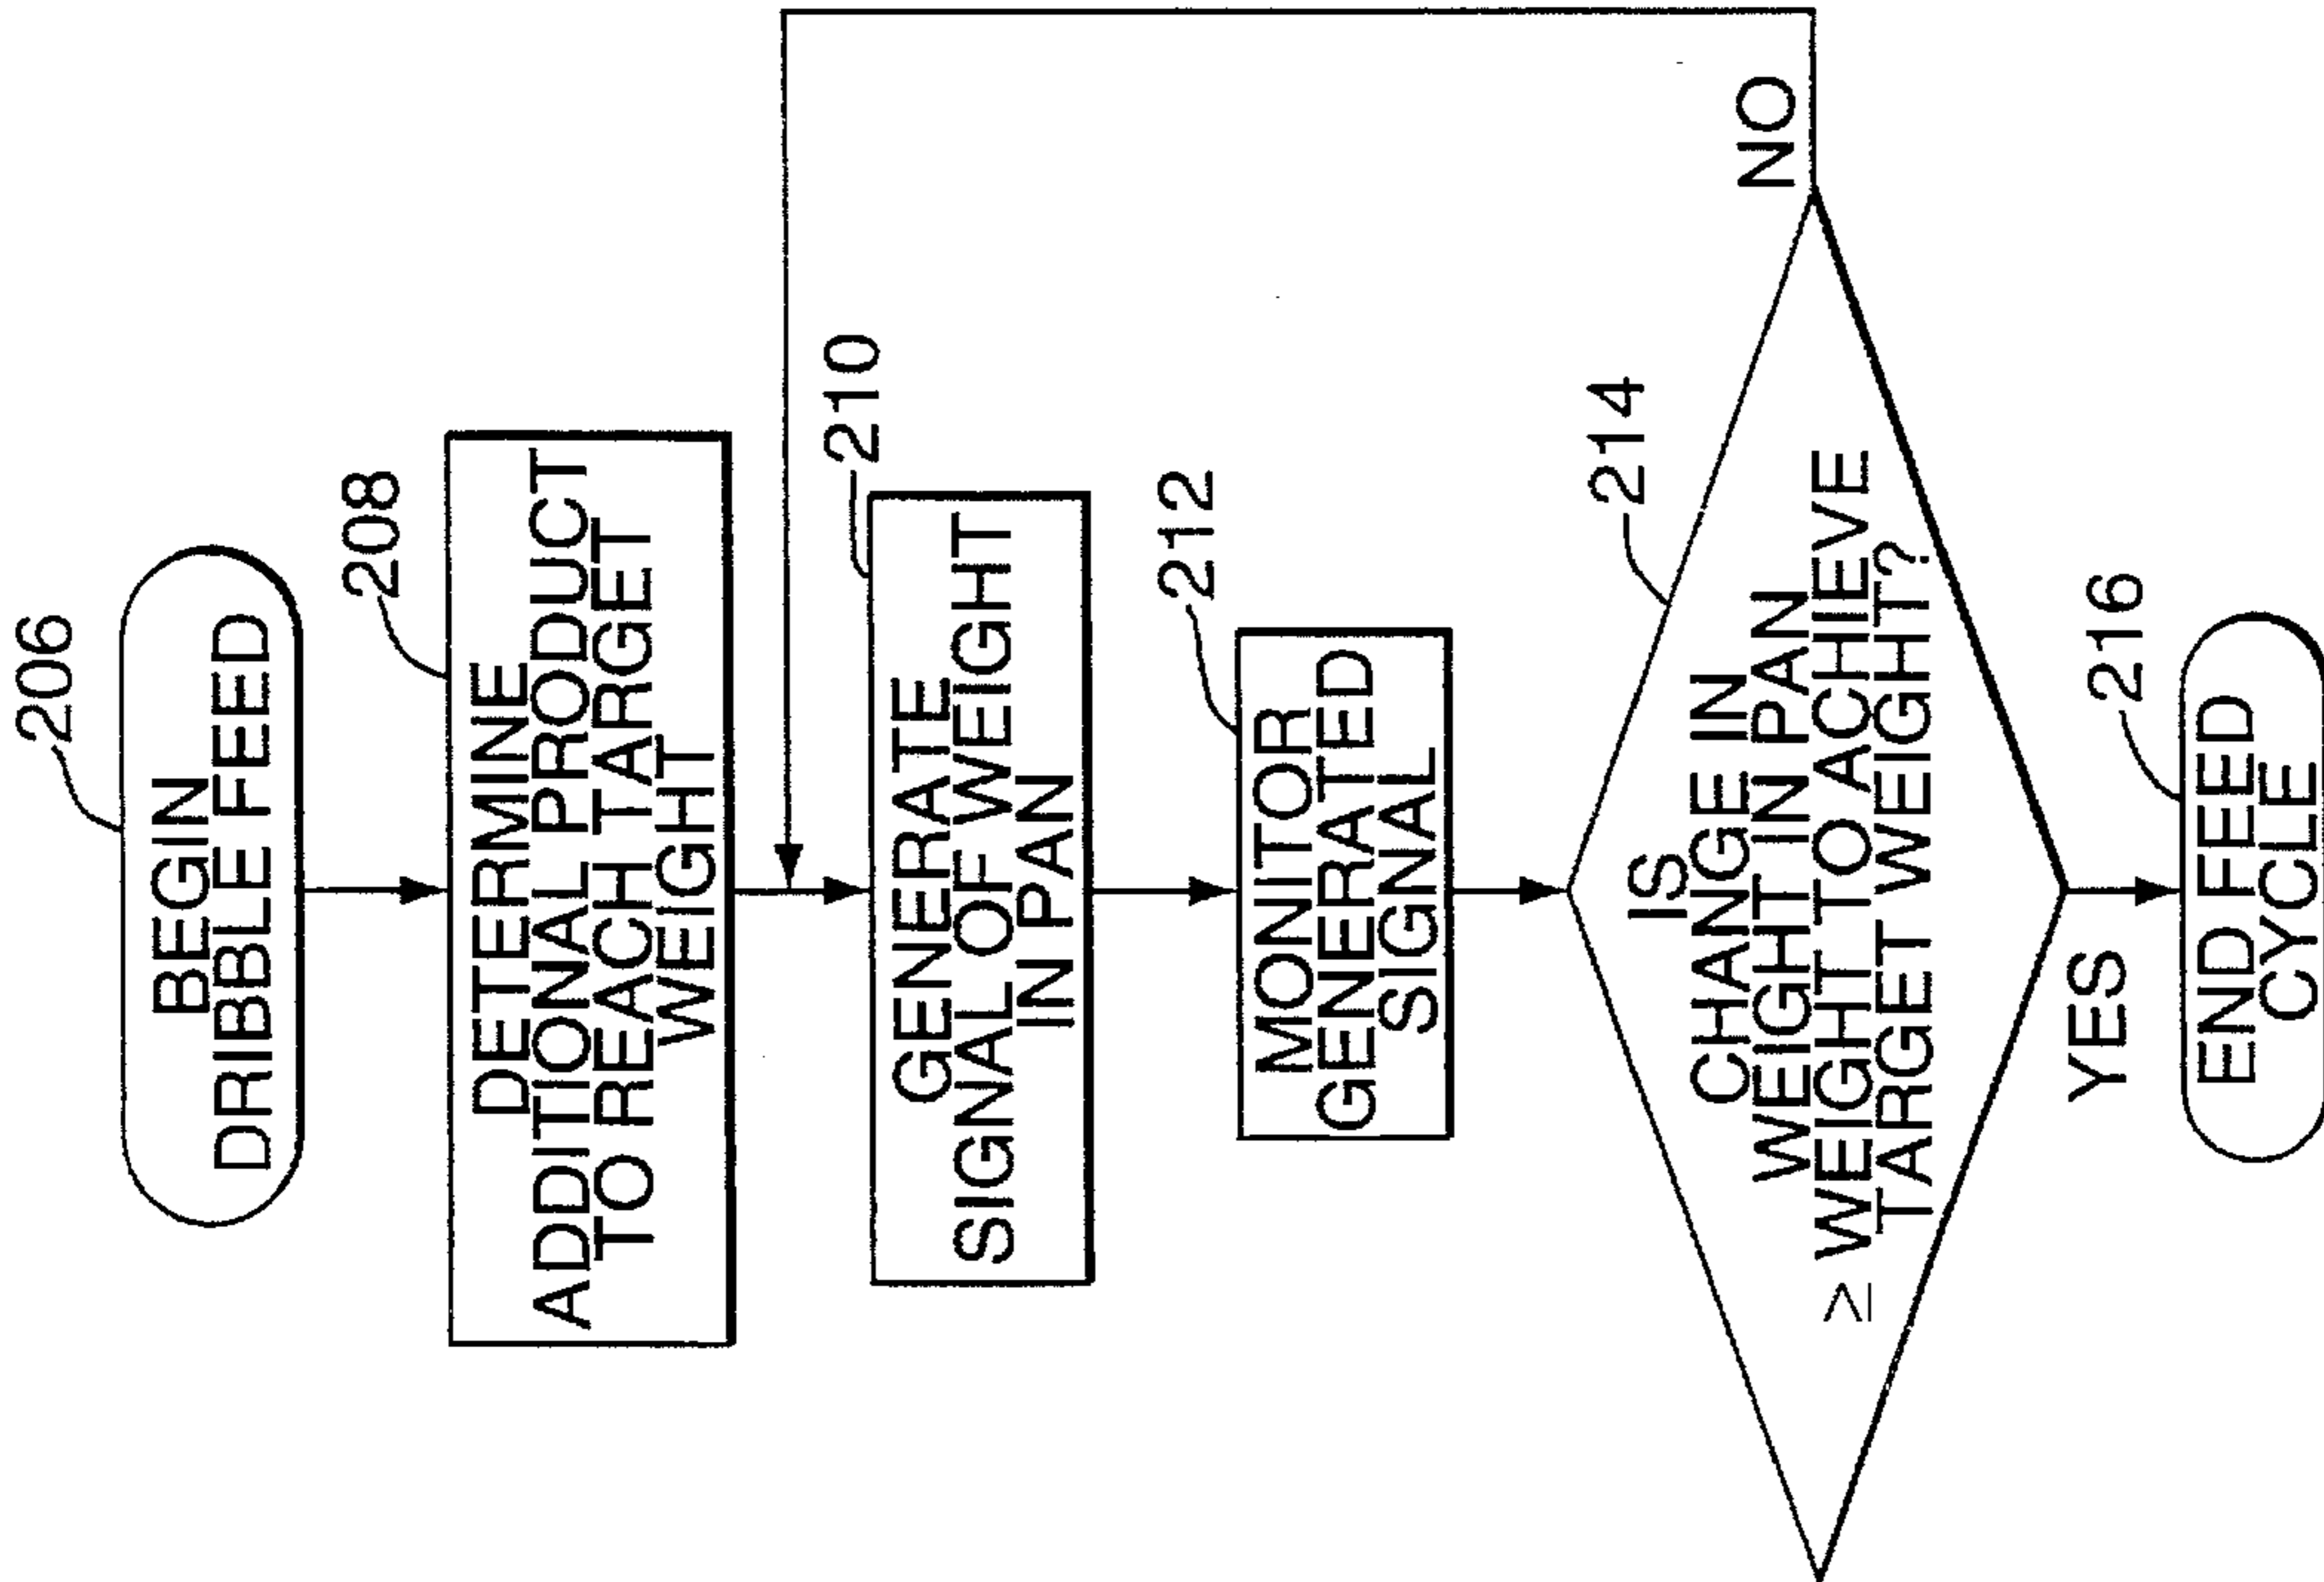 206
BEGIN
DRIBBLE FEED
208
DETERMINE
ADDITIONAL PRODUCT
TO REACH TARGET
WEIGHT
210
GENERATE
SIGNAL OF WEIGHT
IN PAN
212
MONITOR
GENERATED
SIGNAL
214
IS
CHANGE IN
WEIGHT IN PAN
≥ WEIGHT TO ACHIEVE
TARGET WEIGHT?
NO
YES
216
END FEED
CYCLE